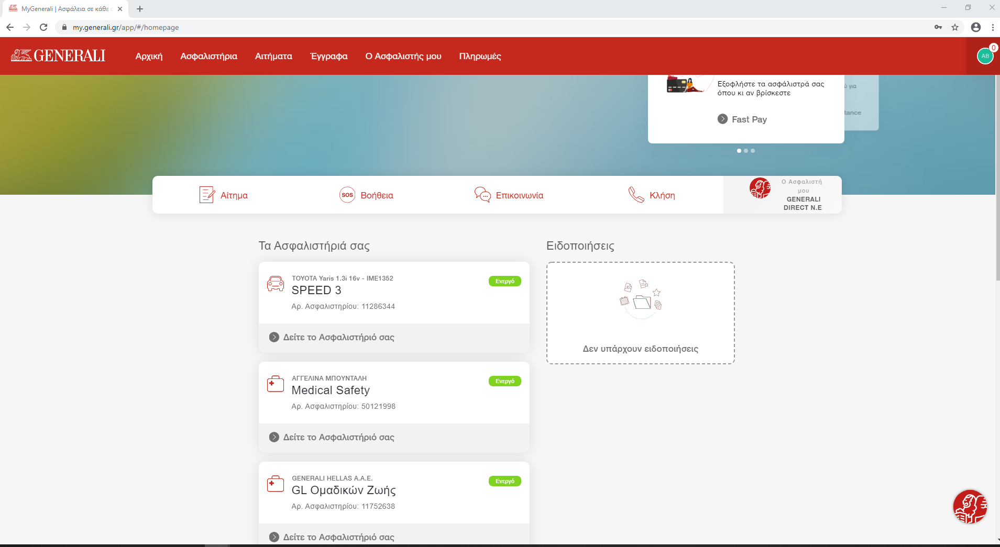 MyGenerali | Ασφάλεια σε κάθε
my.generali.gr/app/#/homepage
GENERALI
Αρχική
Ασφαλιστήρια
Αιτήματα
Έγγραφα
Ο Ασφαλιστής μου
Πληρωμές
AB
0
Εξοφλήστε τα ασφάλιστρά σας
όπου κι αν βρίσκεστε
Fast Pay
για
tance
Αίτημα
SOS
Βοήθεια
Επικοινωνία
Κλήση
Ο Ασφαλιστή
μου
GENERALI
DIRECT N.E.
Τα Ασφαλιστήριά σας
TOYOTA Yaris 1.3i 16v - IME1352
Ενεργό
SPEED 3
Αρ. Ασφαλιστηρίου: 11286344
Δείτε το Ασφαλιστήριό σας
ΑΓΓΕΛΙΝΑ ΜΠΟΥΝΤΑΛΗ
Ενεργό
Medical Safety
Αρ. Ασφαλιστηρίου: 50121998
Δείτε το Ασφαλιστήριό σας
GENERALI HELLAS A.A.E.
Ενεργό
GL Ομαδικών Ζωής
Αρ. Ασφαλιστηρίου: 11752638
Δείτε το Ασφαλιστήριό σας
Ειδοποιήσεις
Δεν υπάρχουν ειδοποιήσεις